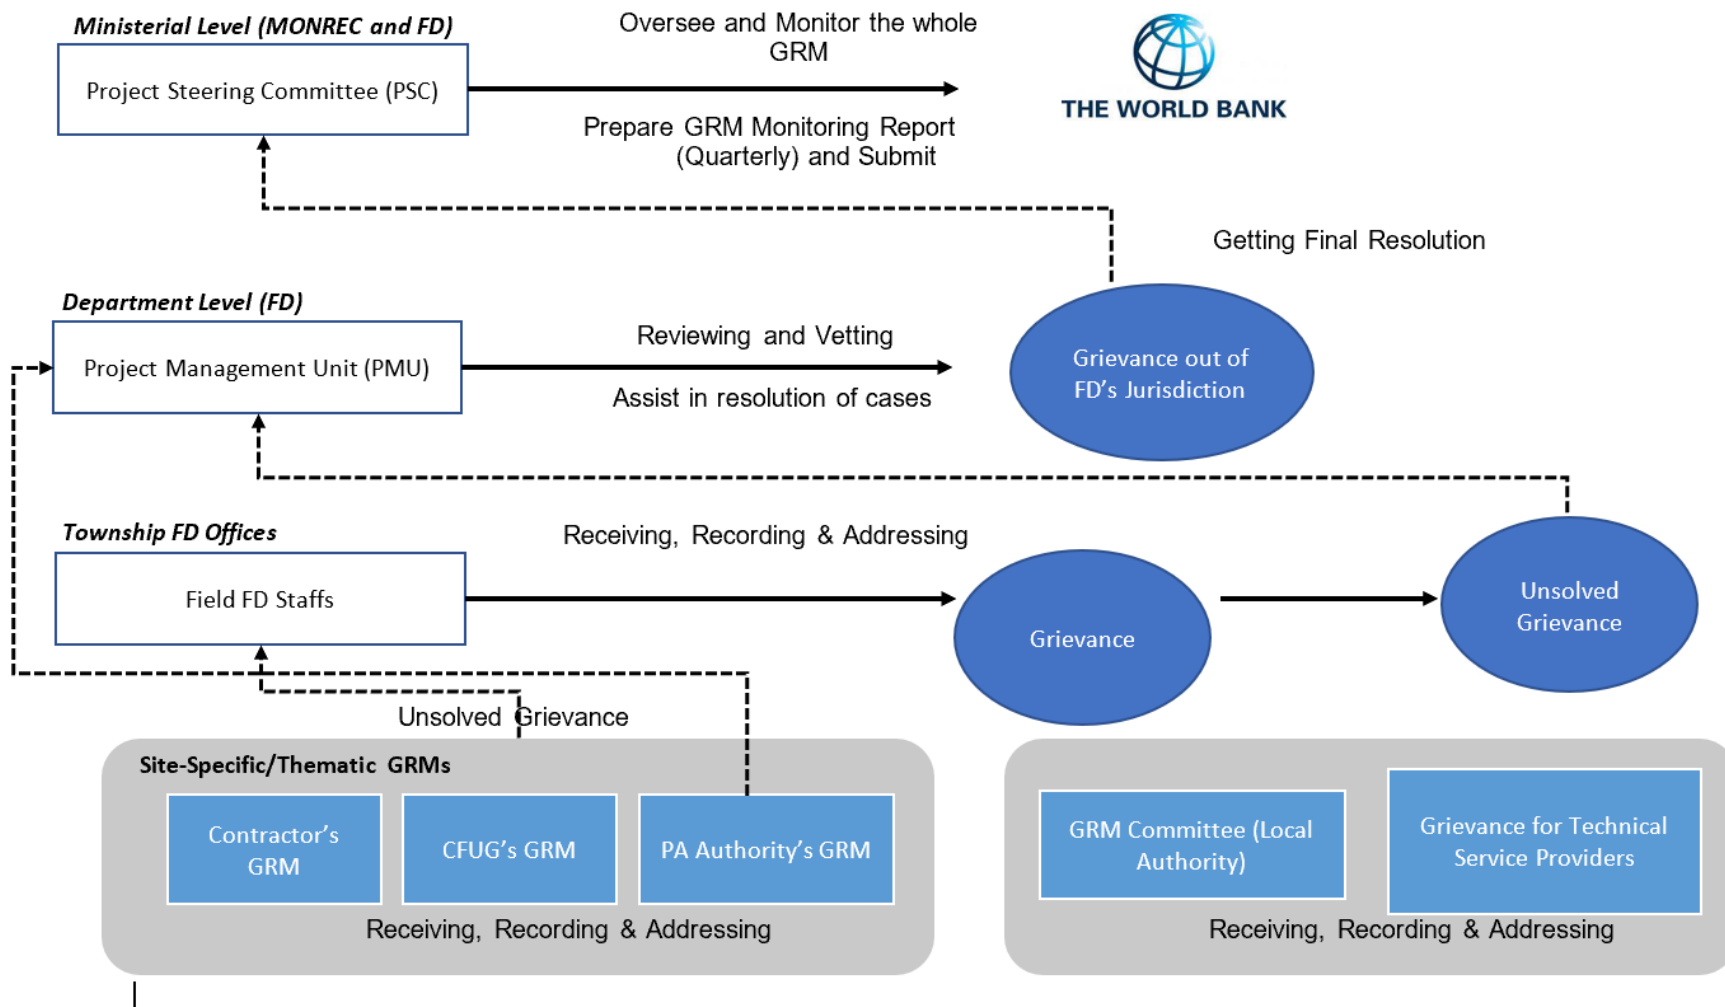 Ministerial Level (MONREC and FD)
Project Steering Committee (PSC)
Oversee and Monitor the whole
GRM
Prepare GRM Monitoring Report
(Quarterly) and Submit
THE WORLD BANK
Getting Final Resolution
Department Level (FD)
Project Management Unit (PMU)
Reviewing and Vetting
Assist in resolution of cases
Grievance out of
FD's Jurisdiction
Township FD Offices
Field FD Staffs
Receiving, Recording & Addressing
Grievance
Unsolved
Grievance
Unsolved Grievance
Site-Specific/Thematic GRMs
Contractor's
GRM
CFUG's GRM
PA Authority's GRM
Receiving, Recording & Addressing
GRM Committee (Local
Authority)
Grievance for Technical
Service Providers
Receiving, Recording & Addressing